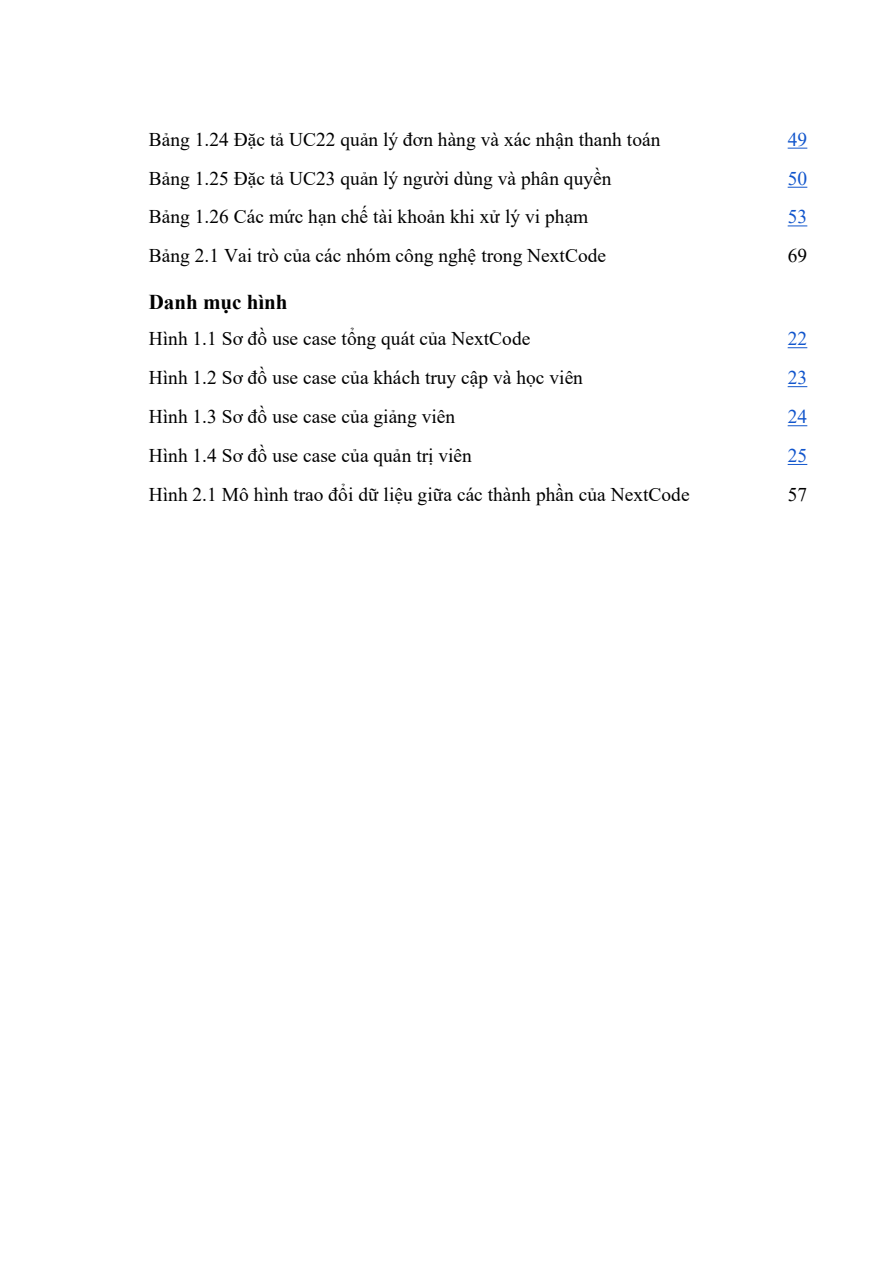 Bảng 1.24 Đặc tả UC22 quản lý đơn hàng và xác nhận thanh toán 49
Bảng 1.25 Đặc tả UC23 quản lý người dùng và phân quyền 50
Bảng 1.26 Các mức hạn chế tài khoản khi xử lý vi phạm 53
Bảng 2.1 Vai trò của các nhóm công nghệ trong NextCode 69
Danh mục hình
Hình 1.1 Sơ đồ use case tổng quát của NextCode 22
Hình 1.2 Sơ đồ use case của khách truy cập và học viên 23
Hình 1.3 Sơ đồ use case của giảng viên 24
Hình 1.4 Sơ đồ use case của quản trị viên 25
Hình 2.1 Mô hình trao đổi dữ liệu giữa các thành phần của NextCode 57